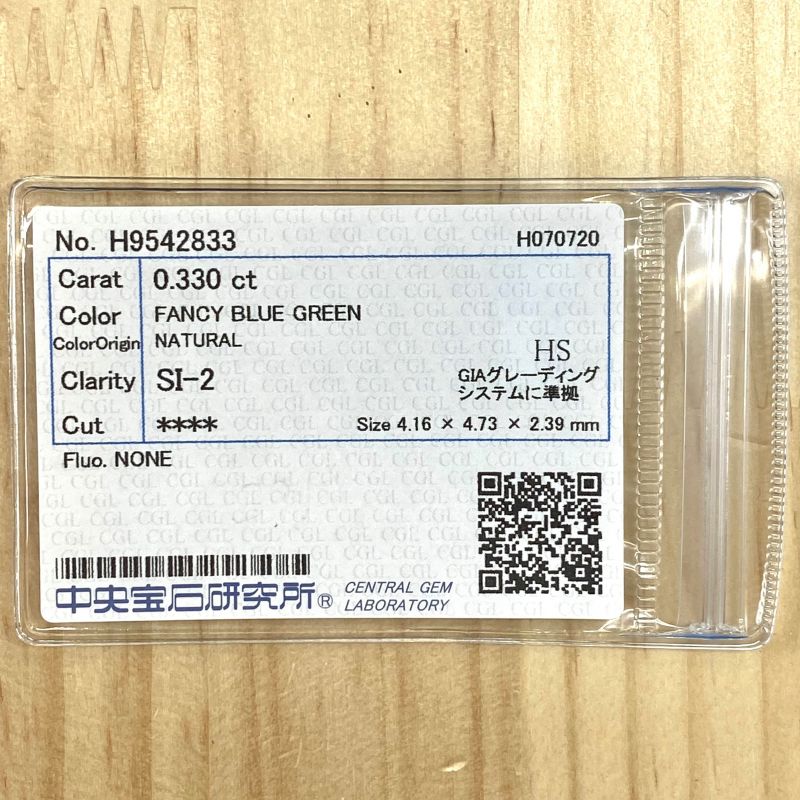 No. H9542833
H070720
Carat 0.330 ct
Color FANCY BLUE GREEN
ColorOrigin NATURAL
HS
Clarity SI-2
GIAグレーディング
システムに準拠
Cut ****
Size 4.16 × 4.73 × 2.39 mm
Fluo. NONE
中央宝石研究所®
CENTRAL GEM
LABORATORY